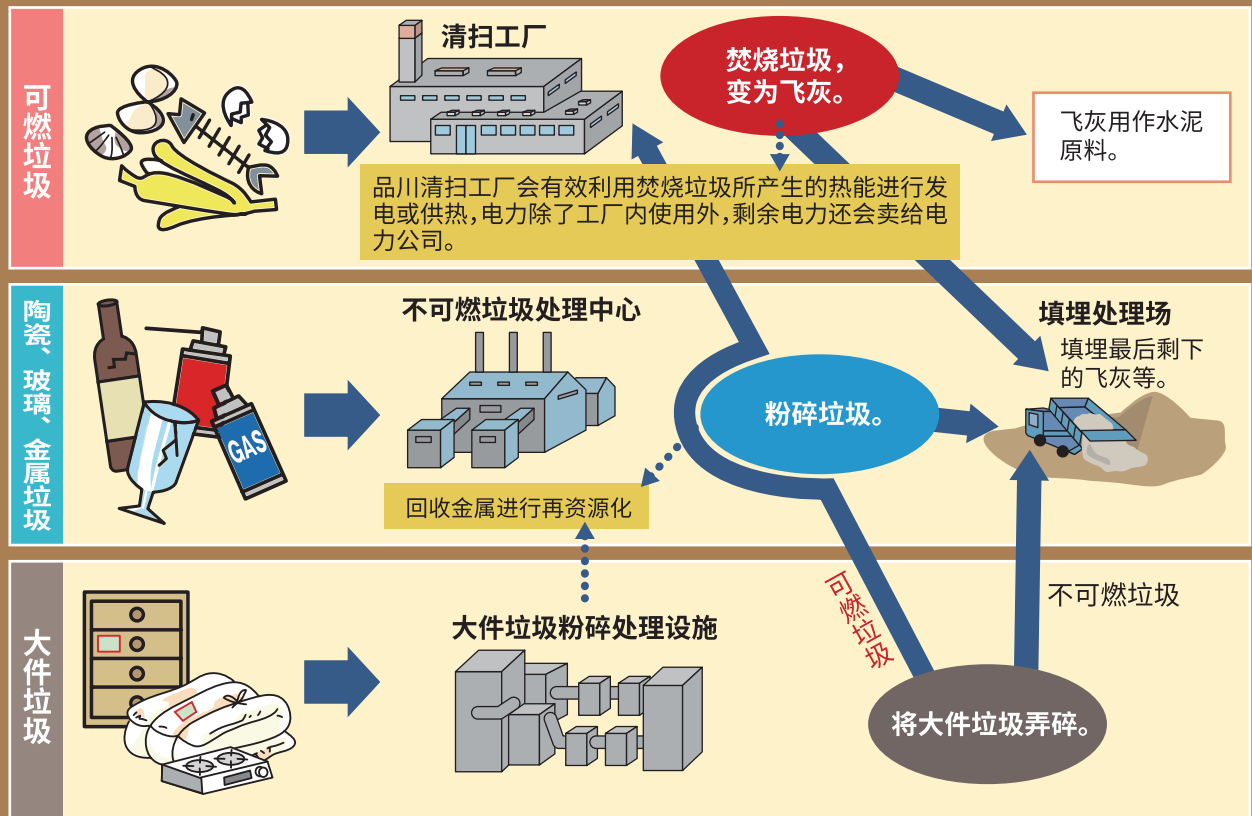 可燃垃圾
清扫工厂
焚烧垃圾，
变为飞灰。
飞灰用作水泥
原料。
品川清扫工厂会有效利用焚烧垃圾所产生的热能进行发
电或供热，电力除了工厂内使用外，剩余电力还会卖给电
力公司。
陶瓷、玻璃、金属垃圾
GAS
不可燃垃圾处理中心
粉碎垃圾。
填埋处理场
填埋最后剩下
的飞灰等。
回收金属进行再资源化
大件垃圾
大件垃圾粉碎处理设施
可燃垃圾
不可燃垃圾
将大件垃圾弄碎。